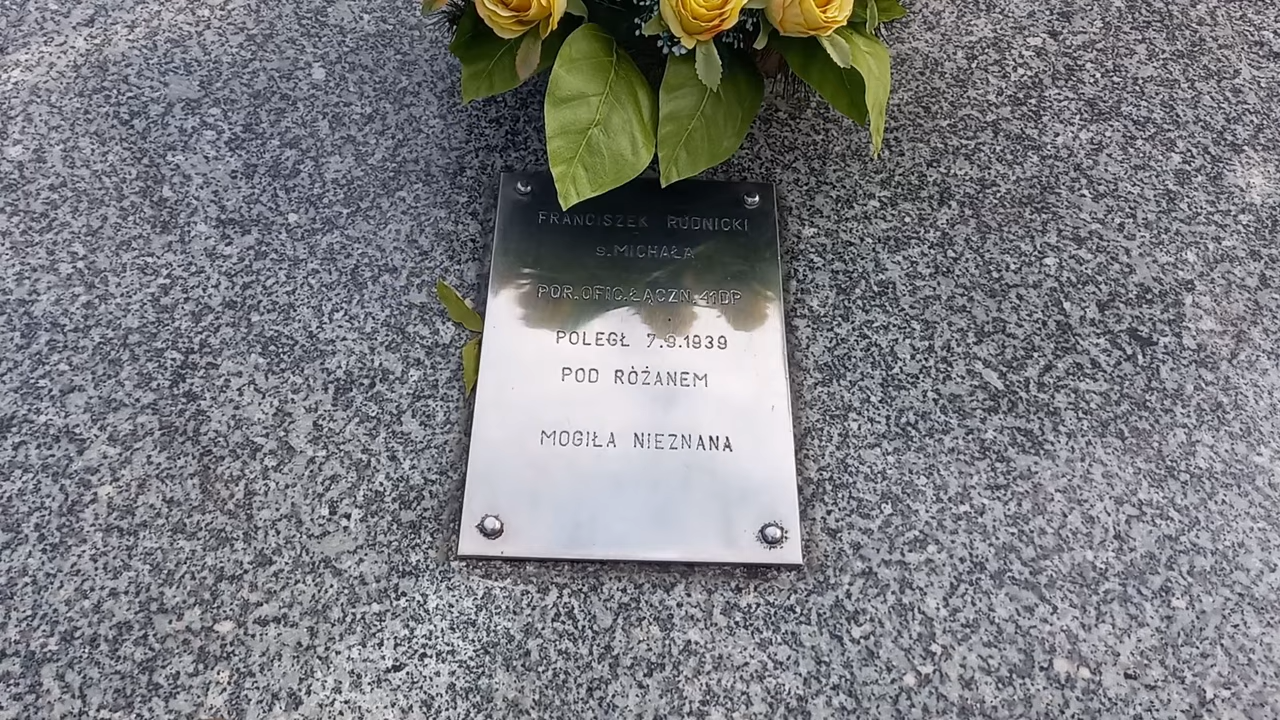 FRANCISZEK RUDNICKI
s.MICHAŁA
POR.OFIC.ŁĄCZN.41DP
POLEGŁ 7.9.1939
POD RÓŻANEM
MOGIŁA NIEZNANA